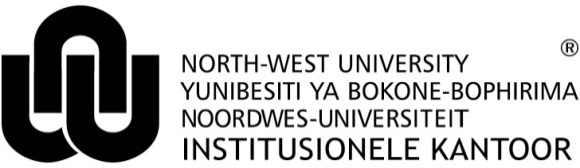 ®
NORTH-WEST UNIVERSITY
YUNIBESITI YA BOKONE-BOPHIRIMA
NOORDWES-UNIVERSITEIT
INSTITUSIONELE KANTOOR